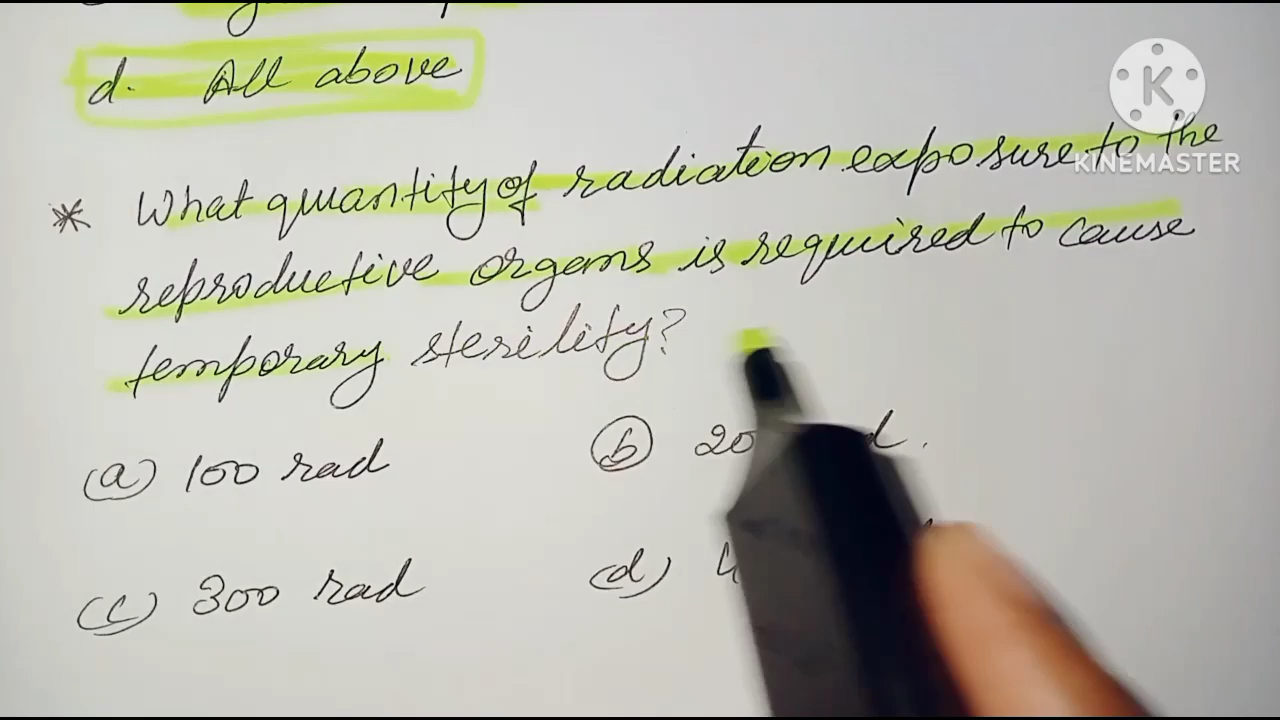 d. All above
* What quantity of radiation exposure to the
reproductive organs is required to cause
temporary sterility?
(a) 100 rad
(b)
(c) 300 rad
(d)
K
KINEMASTER